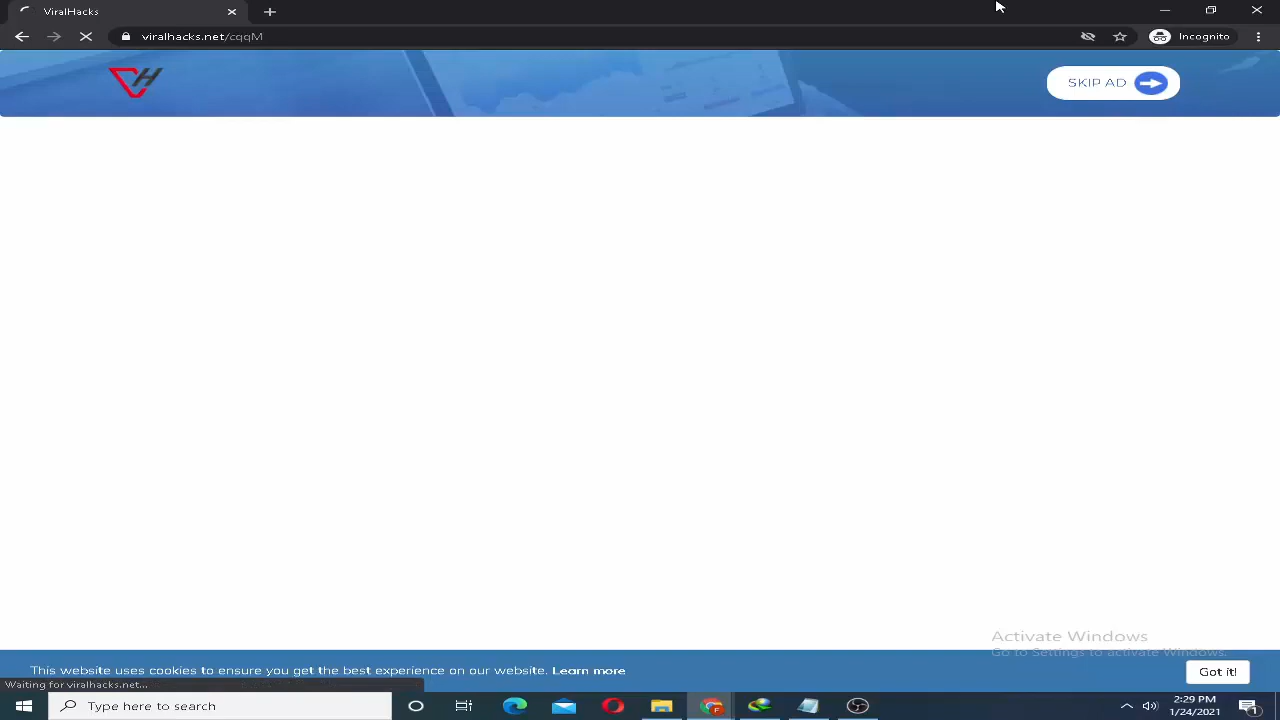 ViralHacks
viralhacks.net/cqqM
Incognito
SKIP AD
Activate Windows
Go to Settings to activate Windows.
This website uses cookies to ensure you get the best experience on our website. Learn more
Got it!
Waiting for viralhacks.net...
Type here to search
2:29 PM
1/24/2021